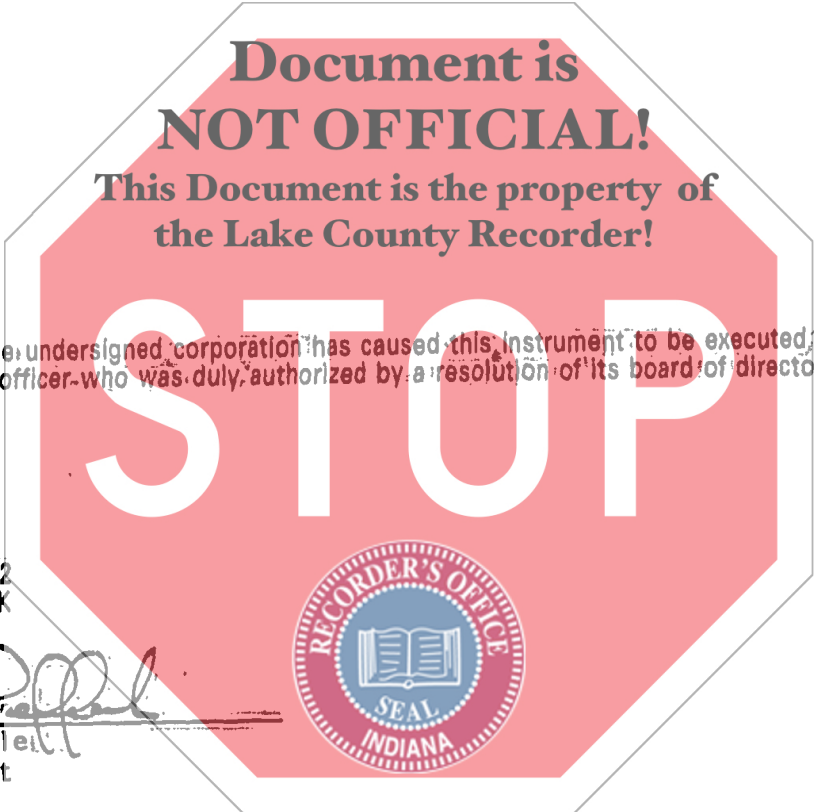 Document is
NOT OFFICIAL!
This Document is the property of
the Lake County Recorder!
STOP
undersigned corporation has caused this instrument to be executed
officer who was duly authorized by a resolution of its board of directo
RECORDER'S OFFICE
SEAL
INDIANA